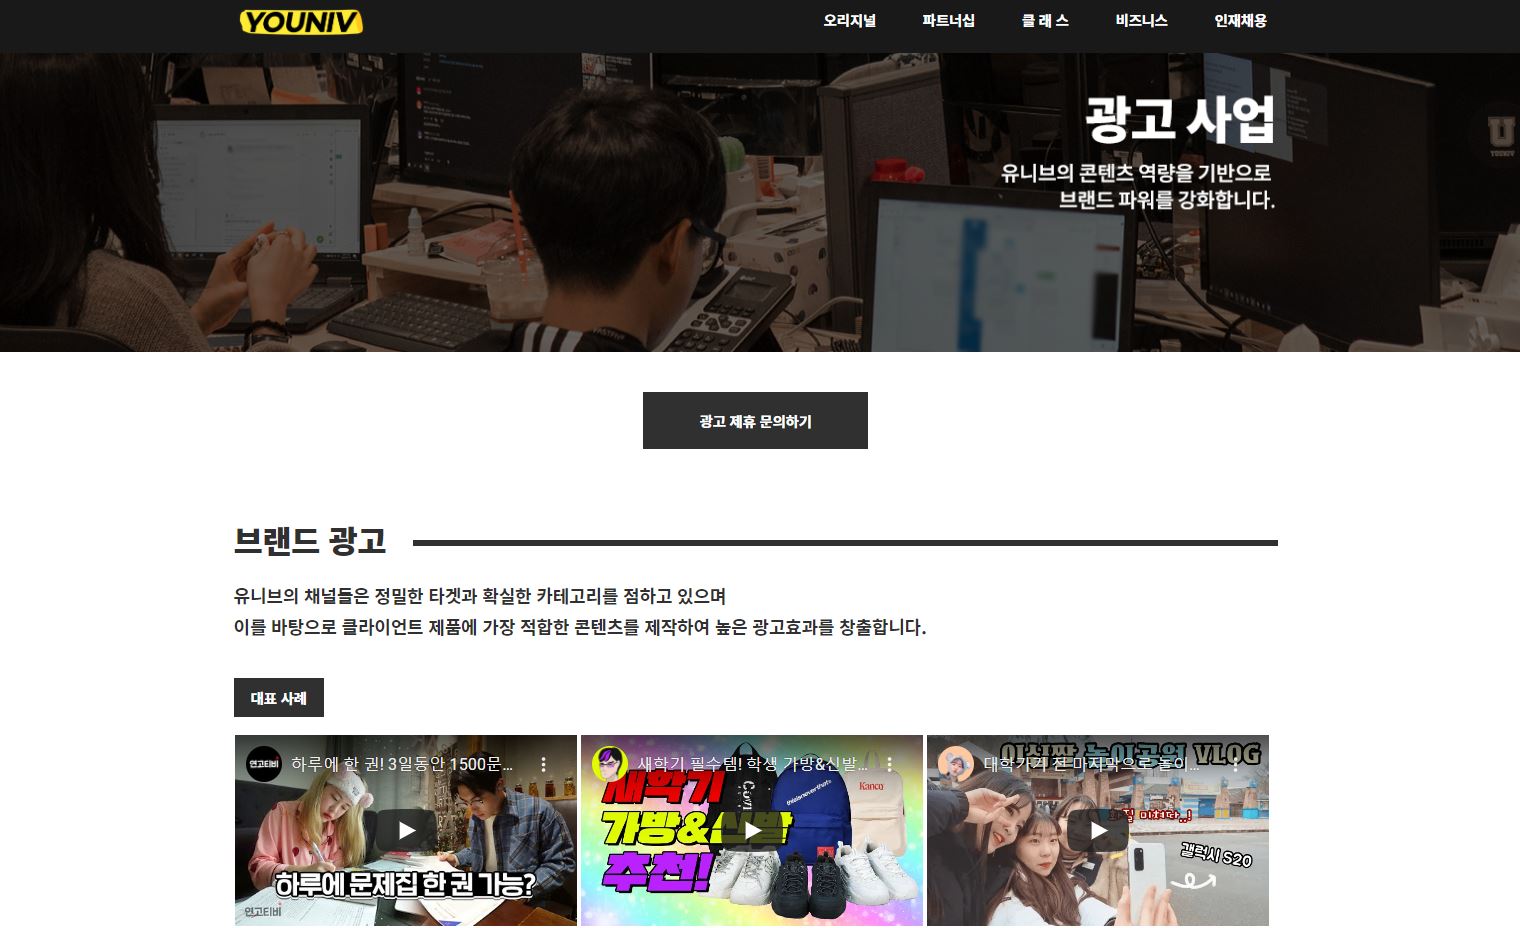 YOUNIV
오리지널
파트너십
클 래 스
비즈니스
인재채용
광고 사업
유니브의 콘텐츠 역량을 기반으로
브랜드 파워를 강화합니다.
U
YOUNIV
광고 제휴 문의하기
브랜드 광고
유니브의 채널들은 정밀한 타겟과 확실한 카테고리를 점하고 있으며
이를 바탕으로 클라이언트 제품에 가장 적합한 콘텐츠를 제작하여 높은 광고효과를 창출합니다.
대표 사례
연고티비
하루에 한 권! 3일동안 1500문...
하루에 문제집 한 권 가능?
연고티비
새학기 필수템! 학생 가방&신발...
새학기
가방&신발
추천!
thisisneverthat
Kanco
대학가기 전 마지막으로 놀이...
놀이공원 VLOG
갤럭시 S20